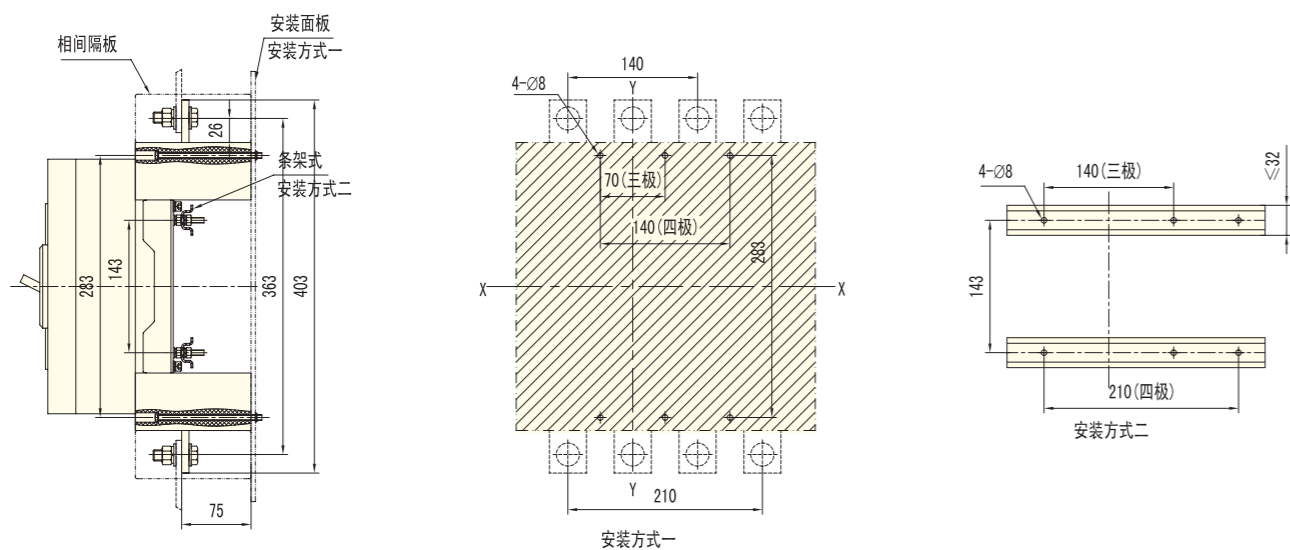 安装面板
安装方式一
相间隔板
26
条架式
安装方式二
283
143
363
403
75
140
4-Ø8
Y
70(三极)
140(四极)
283
X
X
Y
210
安装方式一
4-Ø8
140(三极)
≤32
143
210(四极)
安装方式二